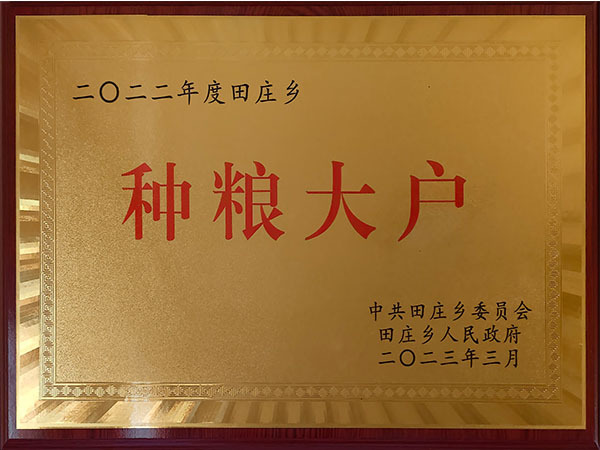 二〇二二年度田庄乡
种粮大户
中共田庄乡委员会
田庄乡人民政府
二〇二三年三月